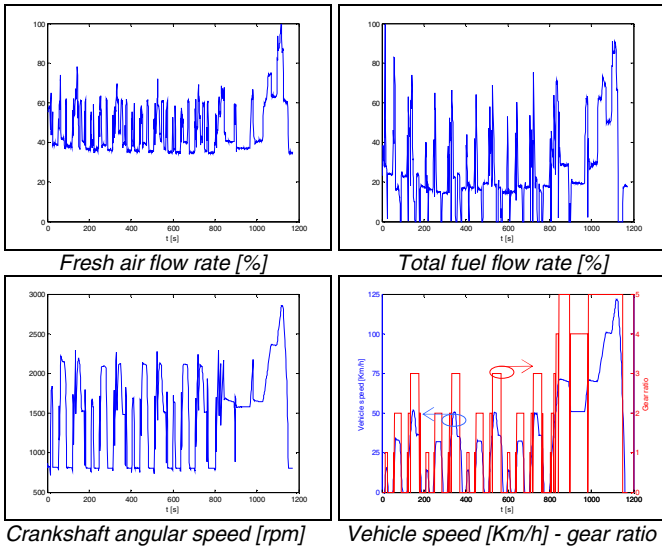 100
80
60
40
20
0
0 200 400 600 800 1000 1200
t [s]
Fresh air flow rate [%]
100
80
60
40
20
0
0 200 400 600 800 1000 1200
t [s]
Total fuel flow rate [%]
3000
2500
2000
1500
1000
500
0 200 400 600 800 1000 1200
t [s]
Crankshaft angular speed [rpm]
125
100
75
50
25
0
Vehicle speed [Km/h]
0 200 400 600 800 1000 1200
t [s]
5
4
3
2
1
0
Gear ratio
Vehicle speed [Km/h] - gear ratio